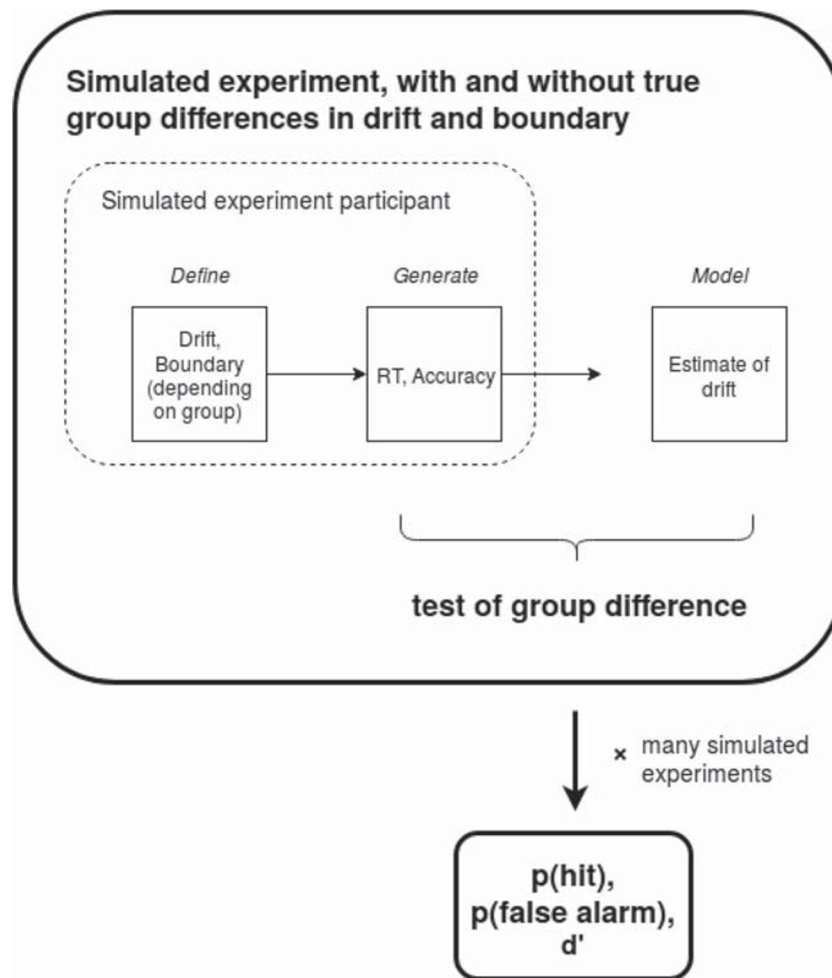 Simulated experiment, with and without true
group differences in drift and boundary
Simulated experiment participant
Define
Generate
Model
Drift,
Boundary
(depending
on group)
RT, Accuracy
Estimate of
drift
test of group difference
× many simulated
experiments
p(hit),
p(false alarm),
d'